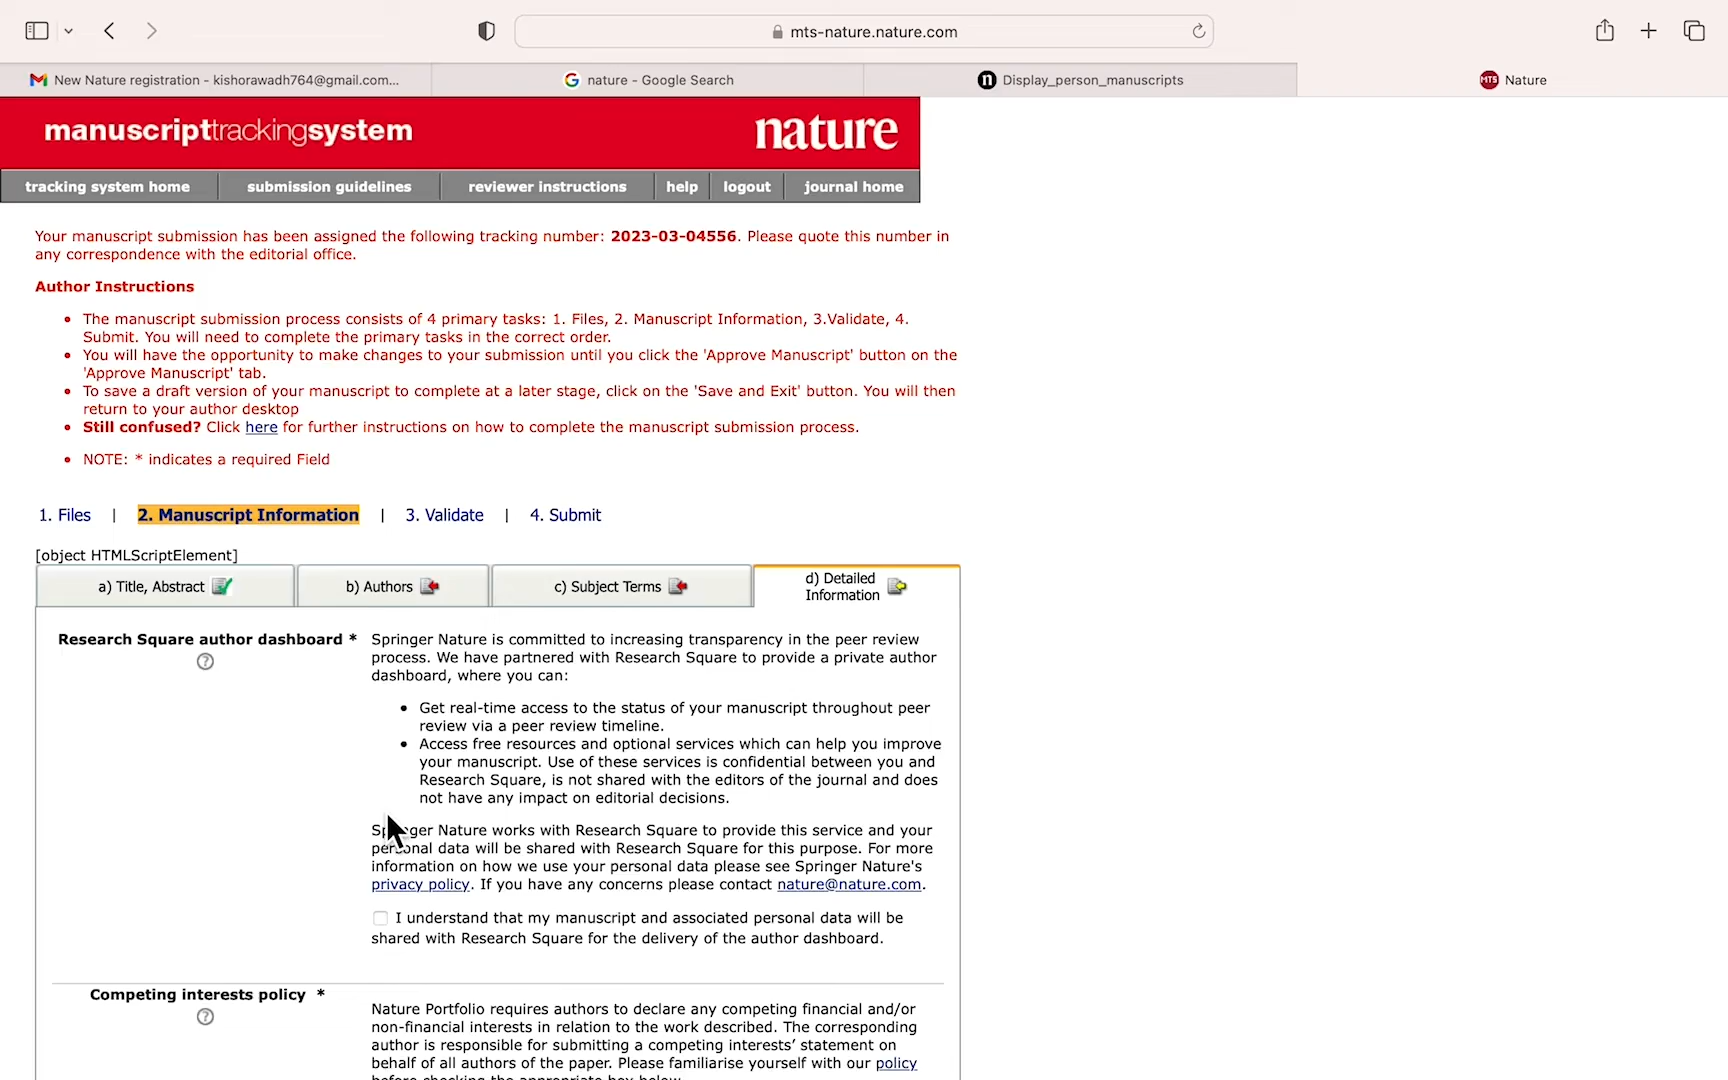 mts-nature.nature.com
New Nature registration - kishorawadh764@gmail.com...
nature - Google Search
Display_person_manuscripts
MTS Nature
manuscripttrackingsystem
nature
tracking system home
submission guidelines
reviewer instructions
help
logout
journal home
Your manuscript submission has been assigned the following tracking number: 2023-03-04556. Please quote this number in
any correspondence with the editorial office.
Author Instructions
The manuscript submission process consists of 4 primary tasks: 1. Files, 2. Manuscript Information, 3.Validate, 4.
Submit. You will need to complete the primary tasks in the correct order.
You will have the opportunity to make changes to your submission until you click the 'Approve Manuscript' button on the
'Approve Manuscript' tab.
To save a draft version of your manuscript to complete at a later stage, click on the 'Save and Exit' button. You will then
return to your author desktop
Still confused? Click here for further instructions on how to complete the manuscript submission process.
NOTE: * indicates a required Field
1. Files | 2. Manuscript Information | 3. Validate | 4. Submit
[object HTMLScriptElement]
a) Title, Abstract
b) Authors
c) Subject Terms
d) Detailed
Information
Research Square author dashboard *
Springer Nature is committed to increasing transparency in the peer review
process. We have partnered with Research Square to provide a private author
dashboard, where you can:
Get real-time access to the status of your manuscript throughout peer
review via a peer review timeline.
Access free resources and optional services which can help you improve
your manuscript. Use of these services is confidential between you and
Research Square, is not shared with the editors of the journal and does
not have any impact on editorial decisions.
Springer Nature works with Research Square to provide this service and your
personal data will be shared with Research Square for this purpose. For more
information on how we use your personal data please see Springer Nature's
privacy policy. If you have any concerns please contact nature@nature.com.
I understand that my manuscript and associated personal data will be
shared with Research Square for the delivery of the author dashboard.
Competing interests policy *
Nature Portfolio requires authors to declare any competing financial and/or
non-financial interests in relation to the work described. The corresponding
author is responsible for submitting a competing interests' statement on
behalf of all authors of the paper. Please familiarise yourself with our policy
before checking the appropriate box below.